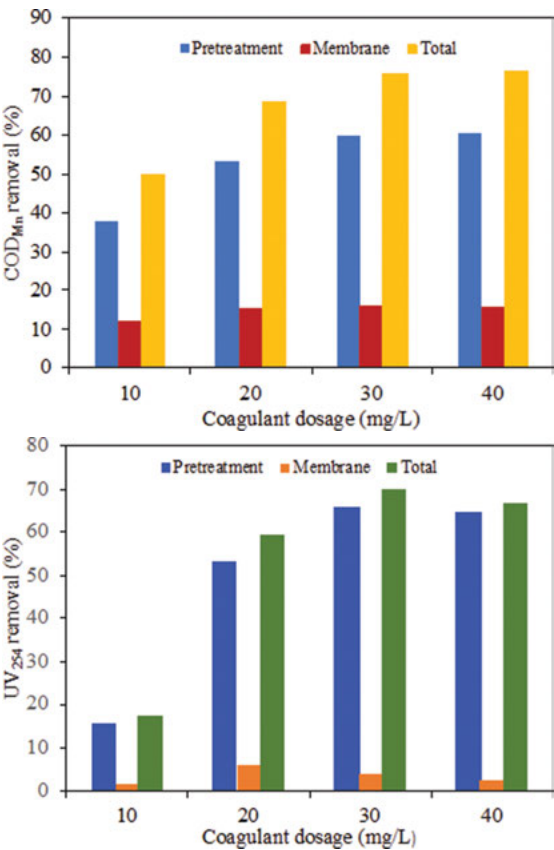 90
80
70
60
50
40
30
20
10
0
CODMn removal (%)
Pretreatment Membrane Total
10 20 30 40
Coagulant dosage (mg/L)
80
70
60
50
40
30
20
10
0
UV254 removal (%)
Pretreatment Membrane Total
10 20 30 40
Coagulant dosage (mg/L)